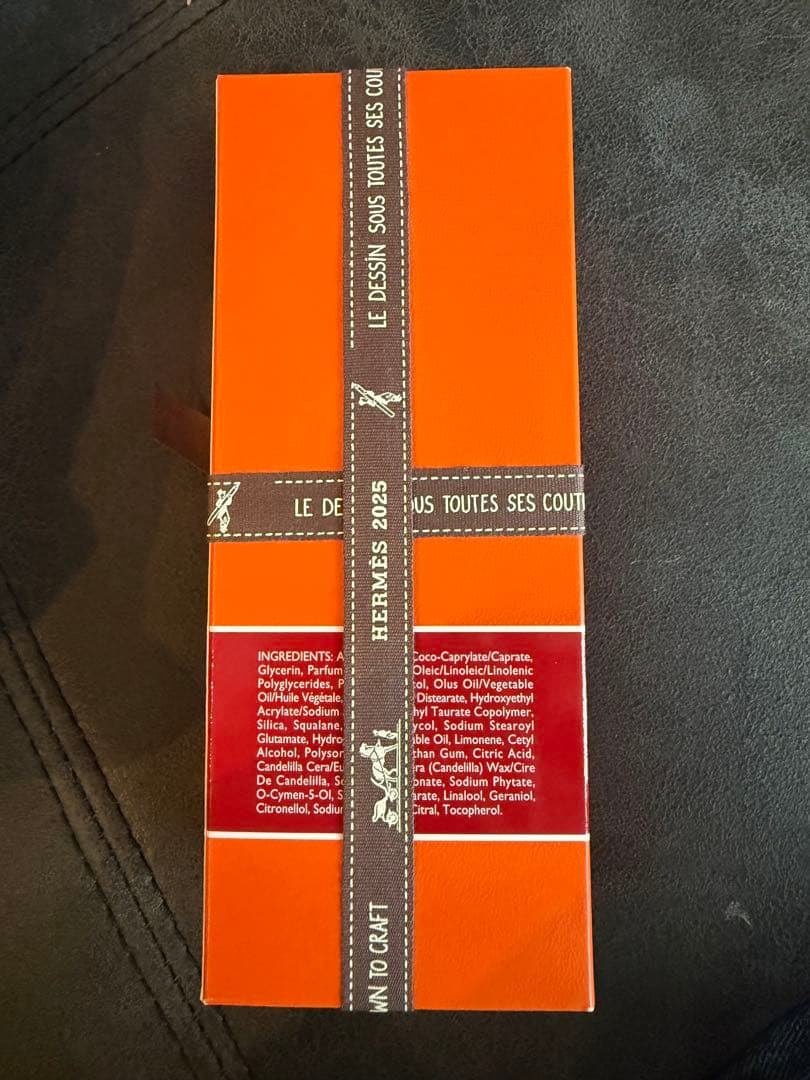 LE DESSIN SOUS TOUTES SES COU
HERMÈS 2025
WN TO CRAFT
LE DE OUS TOUTES SES COUT
INGREDIENTS: A Coco-Caprylate/Caprate,
Glycerin, Parfum Oleic/Linoleic/Linolenic
Polyglycerides, P ol, Olus Oil/Vegetable
Oil/Huile Végétale, Distearate, Hydroxyethyl
Acrylate/Sodium hyl Taurate Copolymer,
Silica, Squalane, ycol, Sodium Stearoyl
Glutamate, Hydro ble Oil, Limonene, Cetyl
Alcohol, Polysor than Gum, Citric Acid,
Candelilla Cera/Eu ra (Candelilla) Wax/Cire
De Candelilla, So onate, Sodium Phytate,
O-Cymen-5-Ol, S arate, Linalool, Geraniol,
Citronellol, Sodium Citral, Tocopherol.